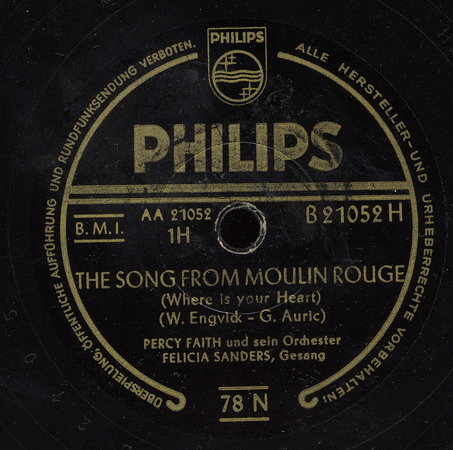 PHILIPS
ALLE HERSTELLER- UND URHEBERRECHTE VORBEHALTEN!
ÜBERSPIELUNG, ÖFFENTLICHE AUFFÜHRUNG UND RUNDFUNKSENDUNG VERBOTEN.
PHILIPS
B.M.I. AA 21052 B 21052 H
1H
THE SONG FROM MOULIN ROUGE
(Where is your Heart)
(W. Engvick - G. Auric)
PERCY FAITH und sein Orchester
FELICIA SANDERS, Gesang
78 N